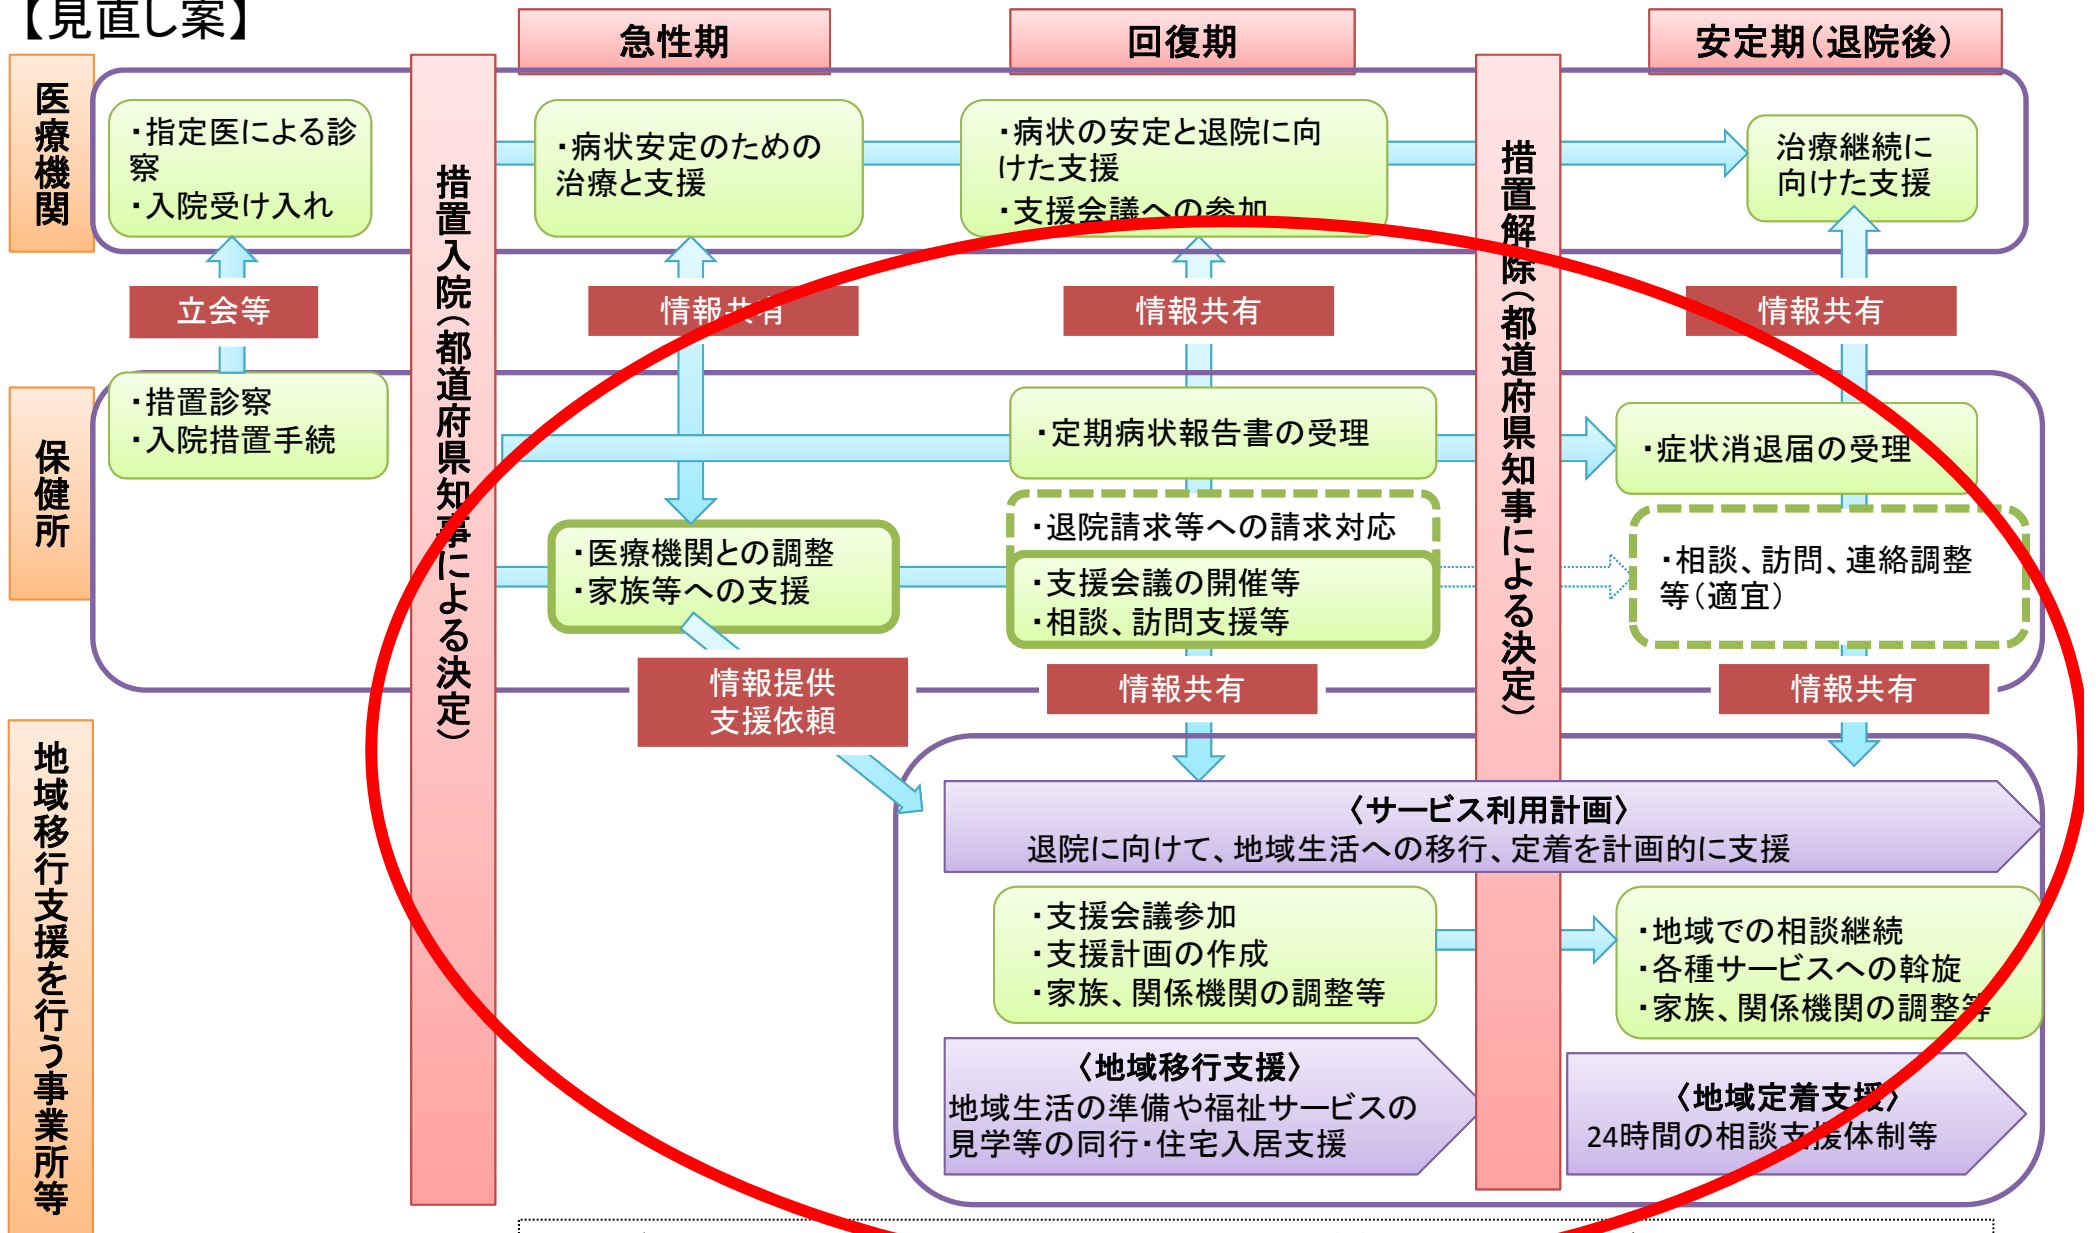 【見直し案】
急性期
回復期
安定期（退院後）
医療機関
・指定医による診
察
・入院受け入れ
措置入院（都道府県知事による決定）
・病状安定のための
治療と支援
・病状の安定と退院に向
けた支援
・支援会議への参加
措置解除（都道府県知事による決定）
治療継続に
向けた支援
立会等
情報共有
情報共有
情報共有
保健所
・措置診察
・入院措置手続
・定期病状報告書の受理
・症状消退届の受理
・医療機関との調整
・家族等への支援
・退院請求等への請求対応
・支援会議の開催等
・相談、訪問支援等
・相談、訪問、連絡調整
等（適宜）
情報提供
支援依頼
情報共有
情報共有
地域移行支援を行う事業所等
〈サービス利用計画〉
退院に向けて、地域生活への移行、定着を計画的に支援
・支援会議参加
・支援計画の作成
・家族、関係機関の調整等
・地域での相談継続
・各種サービスへの斡旋
・家族、関係機関の調整等
〈地域移行支援〉
地域生活の準備や福祉サービスの
見学等の同行・住宅入居支援
〈地域定着支援〉
24時間の相談支援体制等